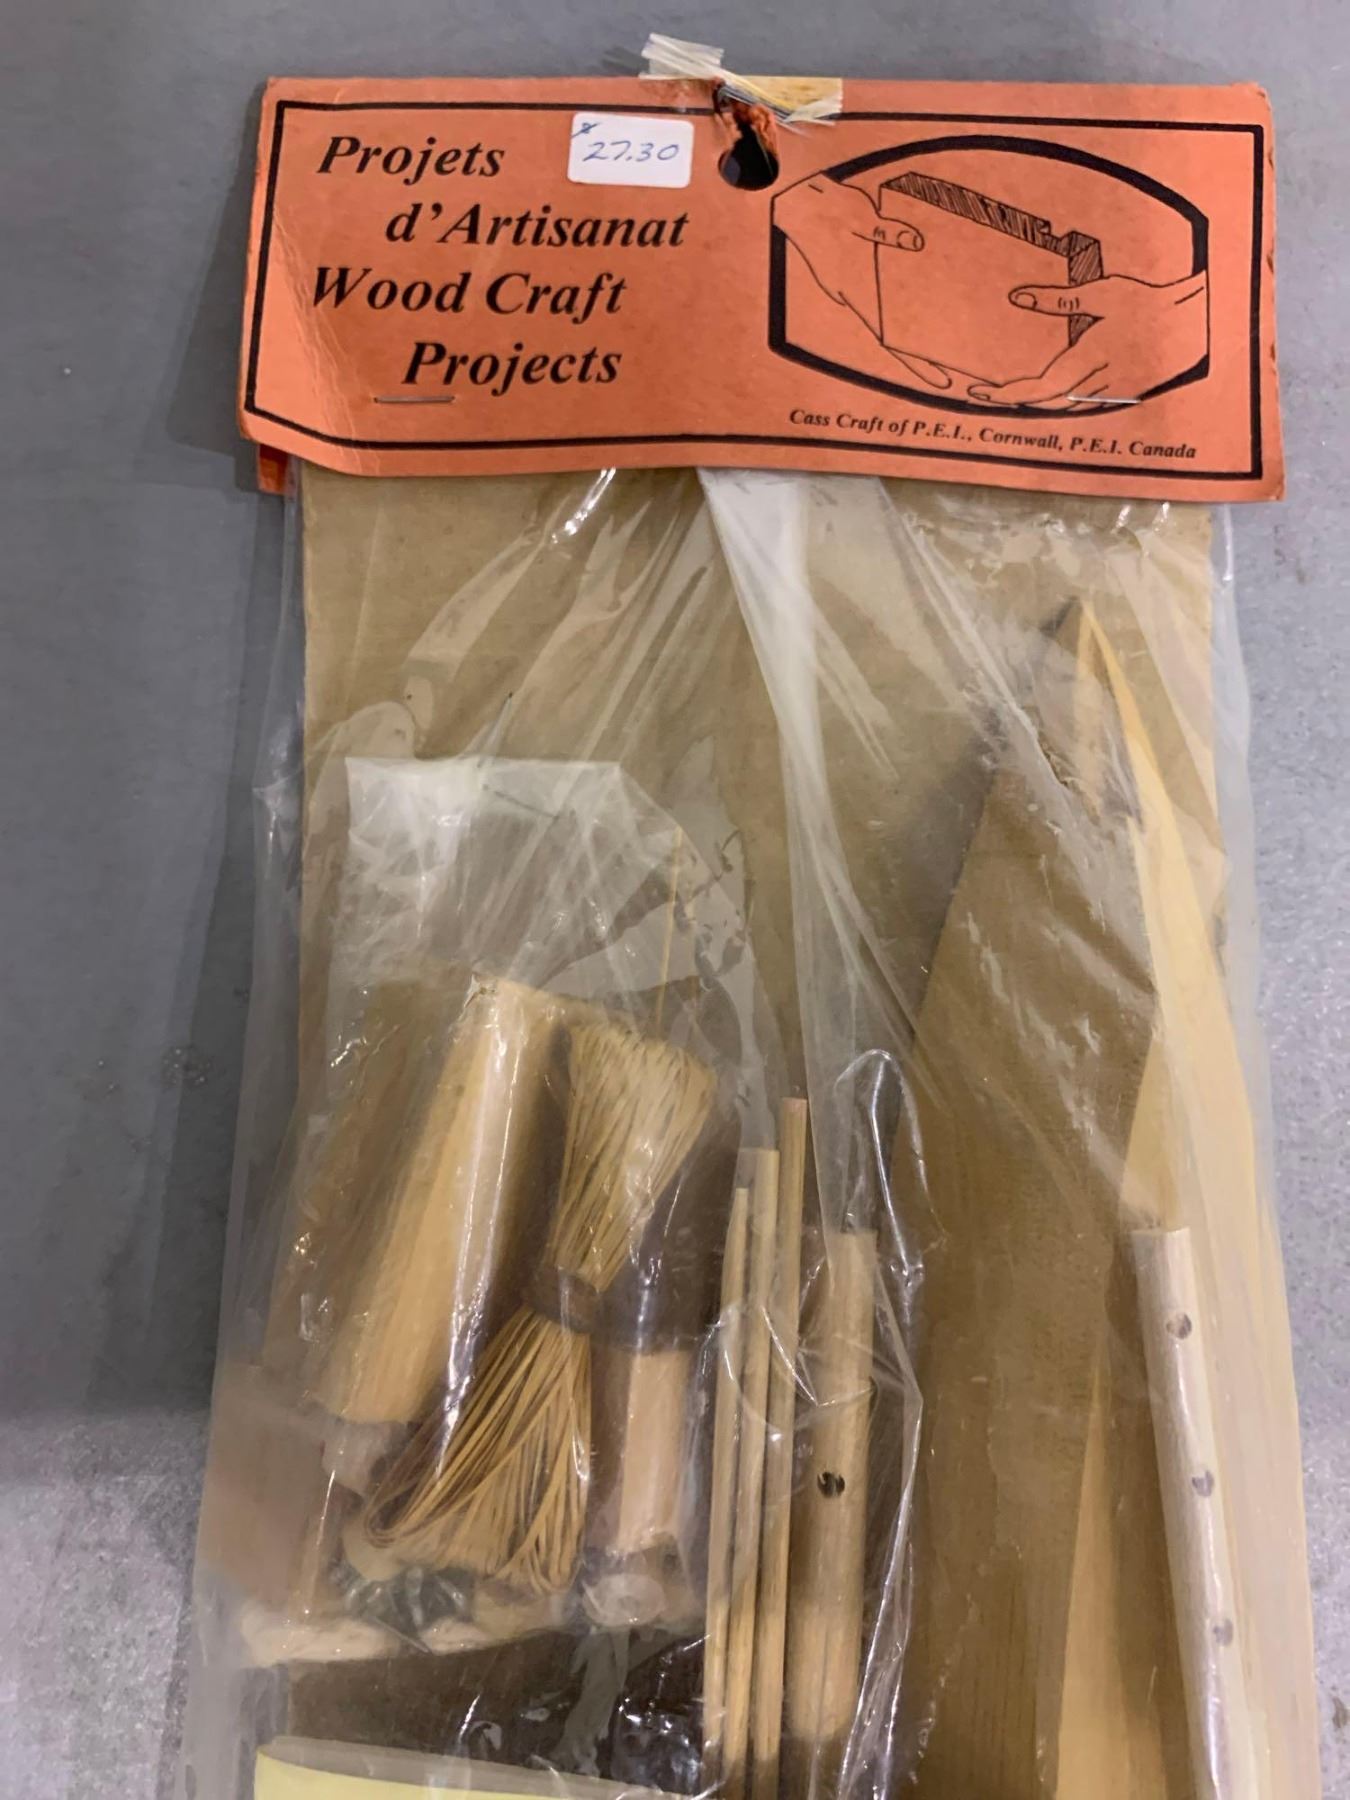 Projets
d'Artisanat
Wood Craft
Projects
$27.30
Cass Craft of P.E.I., Cornwall, P.E.I. Canada